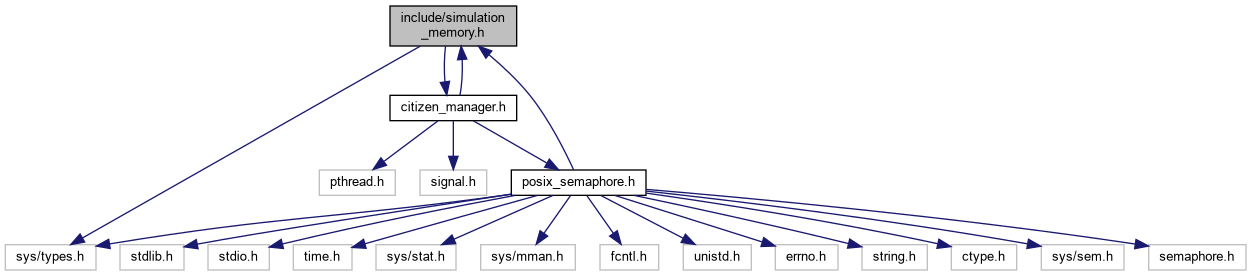 include/simulation
_memory.h
citizen_manager.h
pthread.h
signal.h
posix_semaphore.h
sys/types.h
stdlib.h
stdio.h
time.h
sys/stat.h
sys/mman.h
fcntl.h
unistd.h
errno.h
string.h
ctype.h
sys/sem.h
semaphore.h